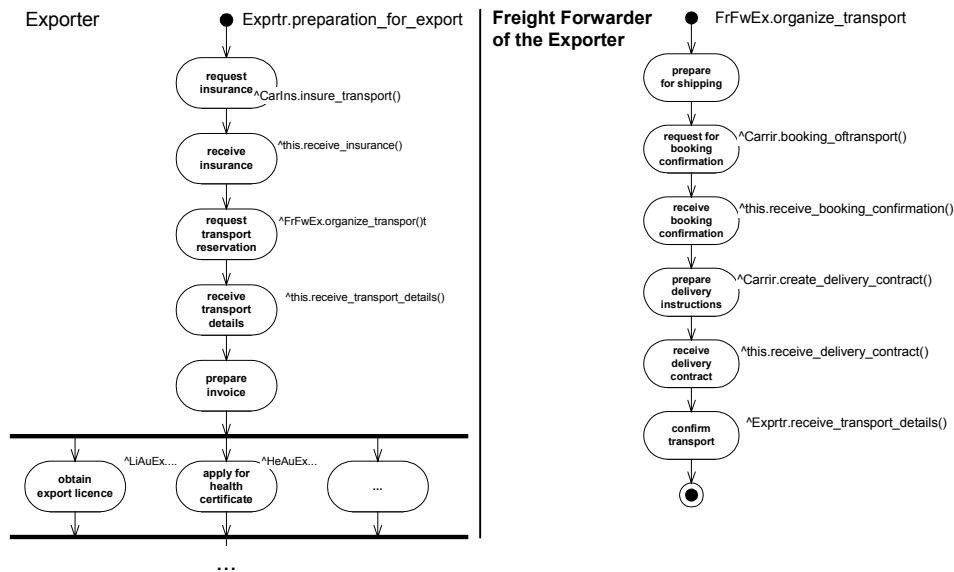 Exporter
Exprtr.preparation_for_export
request
insurance
^CarIns.insure_transport()
receive
insurance
^this.receive_insurance()
request
transport
reservation
^FrFwEx.organize_transpor()t
receive
transport
details
^this.receive_transport_details()
prepare
invoice
^LiAuEx....
obtain
export licence
^HeAuEx...
apply for
health
certificate
...
...
Freight Forwarder
of the Exporter
FrFwEx.organize_transport
prepare
for shipping
request for
booking
confirmation
^Carrir.booking_oftransport()
receive
booking
confirmation
^this.receive_booking_confirmation()
prepare
delivery
instructions
^Carrir.create_delivery_contract()
receive
delivery
contract
^this.receive_delivery_contract()
confirm
transport
^Exprtr.receive_transport_details()